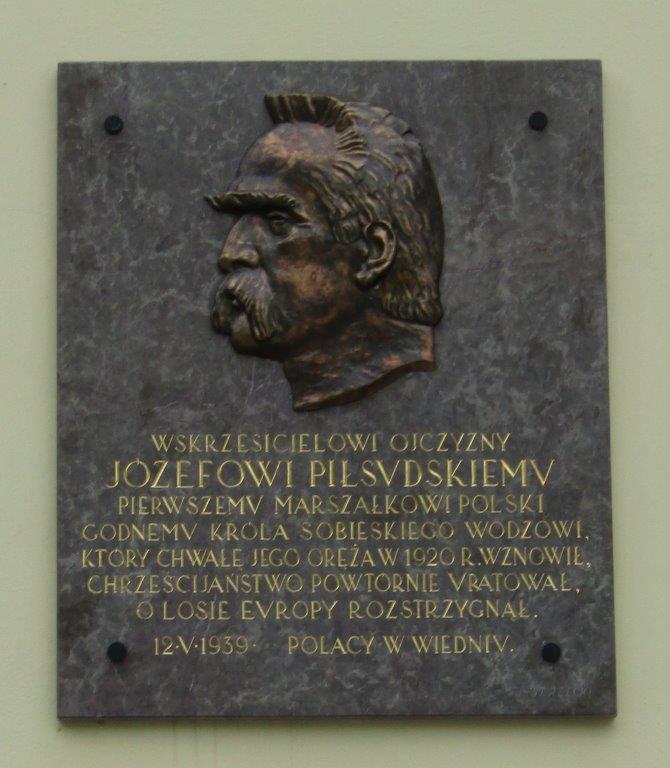 WSKRZESICIELOWI OJCZYZNY
JÓZEFOWI PIŁSVDSKIEMV
PIERWSZEMV MARSZAŁKOWI POLSKI
GODNEMV KRÓLA SOBIESKIEGO WODZOWI,
KTÓRY CHWAŁĘ JEGO ORĘŻA W 1920 R. WZNOWIŁ,
CHRZEŚCIJAŃSTWO POWTÓRNIE VRATOWAŁ,
O LOSIE EVROPY ROZSTRZYGNĄŁ.
12·V·1939· POLACY W WIEDNIV.